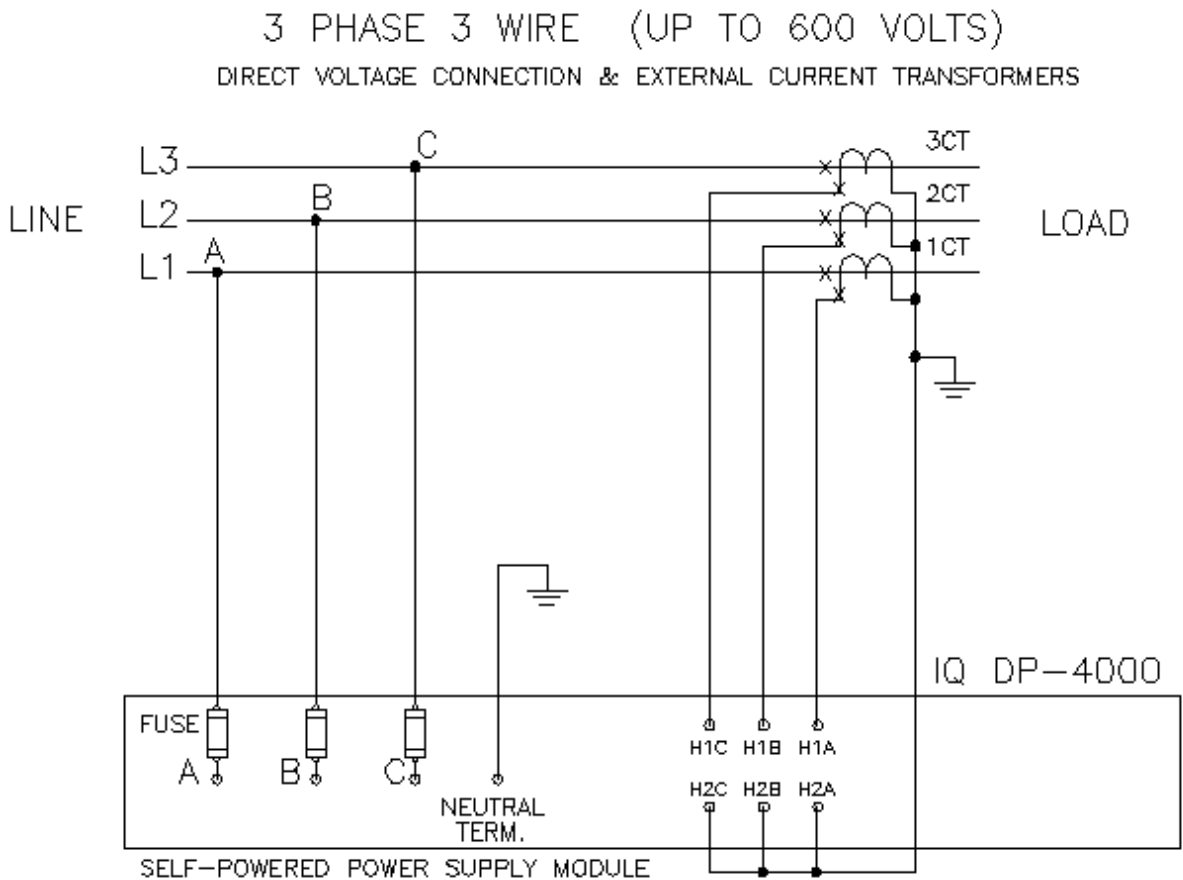 3 PHASE 3 WIRE (UP TO 600 VOLTS)
DIRECT VOLTAGE CONNECTION & EXTERNAL CURRENT TRANSFORMERS
C
3CT
L3
B
2CT
LINE
L2
LOAD
A
1CT
L1
IQ DP-4000
FUSE
H1C H1B H1A
A B C
H2C H2B H2A
NEUTRAL
TERM.
SELF-POWERED POWER SUPPLY MODULE